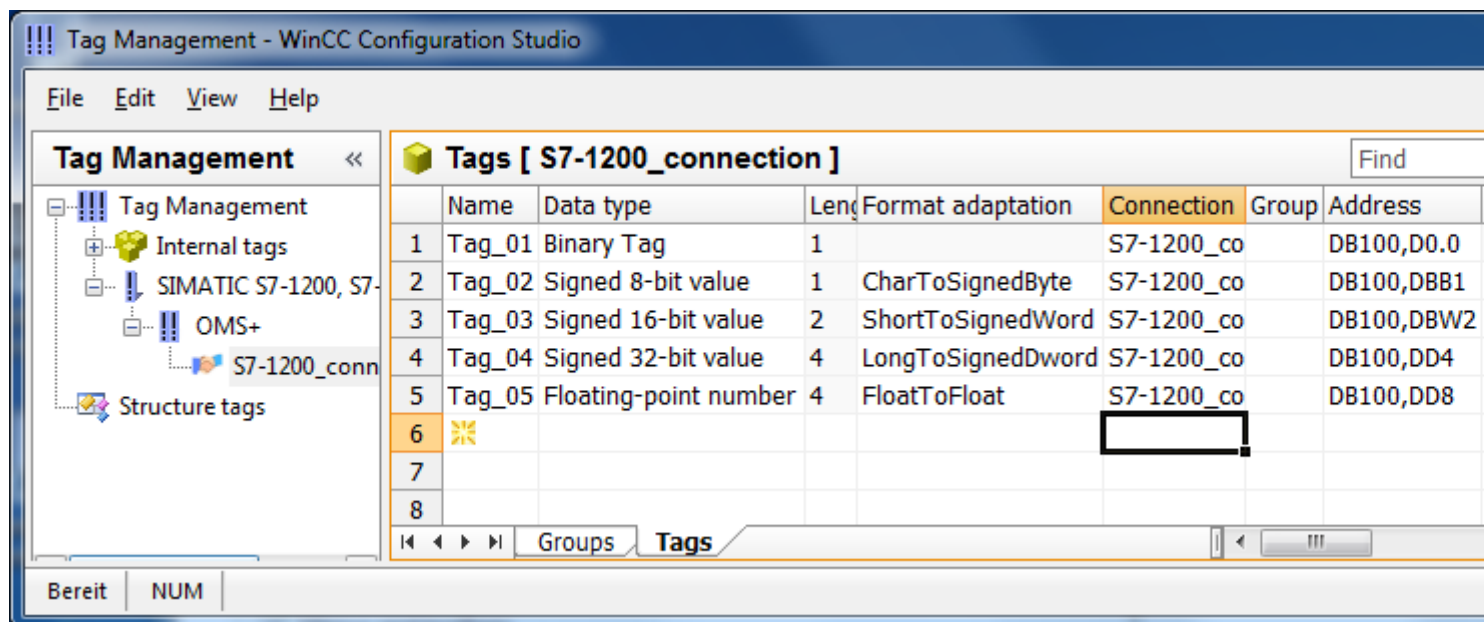 Tag Management - WinCC Configuration Studio
File Edit View Help
Tag Management «
Tag Management
Internal tags
SIMATIC S7-1200, S7-
OMS+
S7-1200_conn
Structure tags
Tags [ S7-1200_connection ] Find
Name Data type Leng Format adaptation Connection Group Address
1 Tag_01 Binary Tag 1 S7-1200_co DB100,D0.0
2 Tag_02 Signed 8-bit value 1 CharToSignedByte S7-1200_co DB100,DBB1
3 Tag_03 Signed 16-bit value 2 ShortToSignedWord S7-1200_co DB100,DBW2
4 Tag_04 Signed 32-bit value 4 LongToSignedDword S7-1200_co DB100,DD4
5 Tag_05 Floating-point number 4 FloatToFloat S7-1200_co DB100,DD8
6
7
8
Groups Tags
Bereit NUM